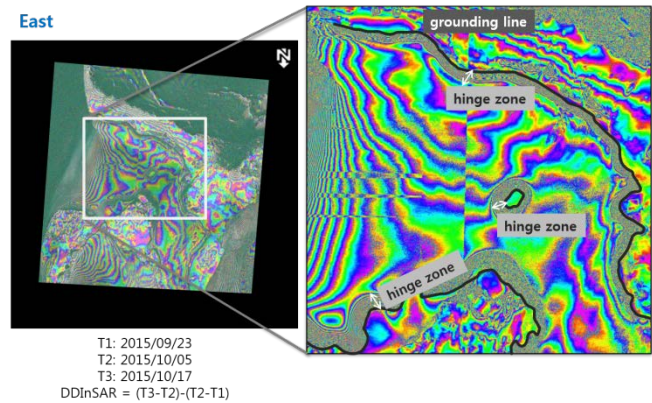 East
N
grounding line
hinge zone
hinge zone
hinge zone
T1: 2015/09/23
T2: 2015/10/05
T3: 2015/10/17
DDInSAR = (T3-T2)-(T2-T1)